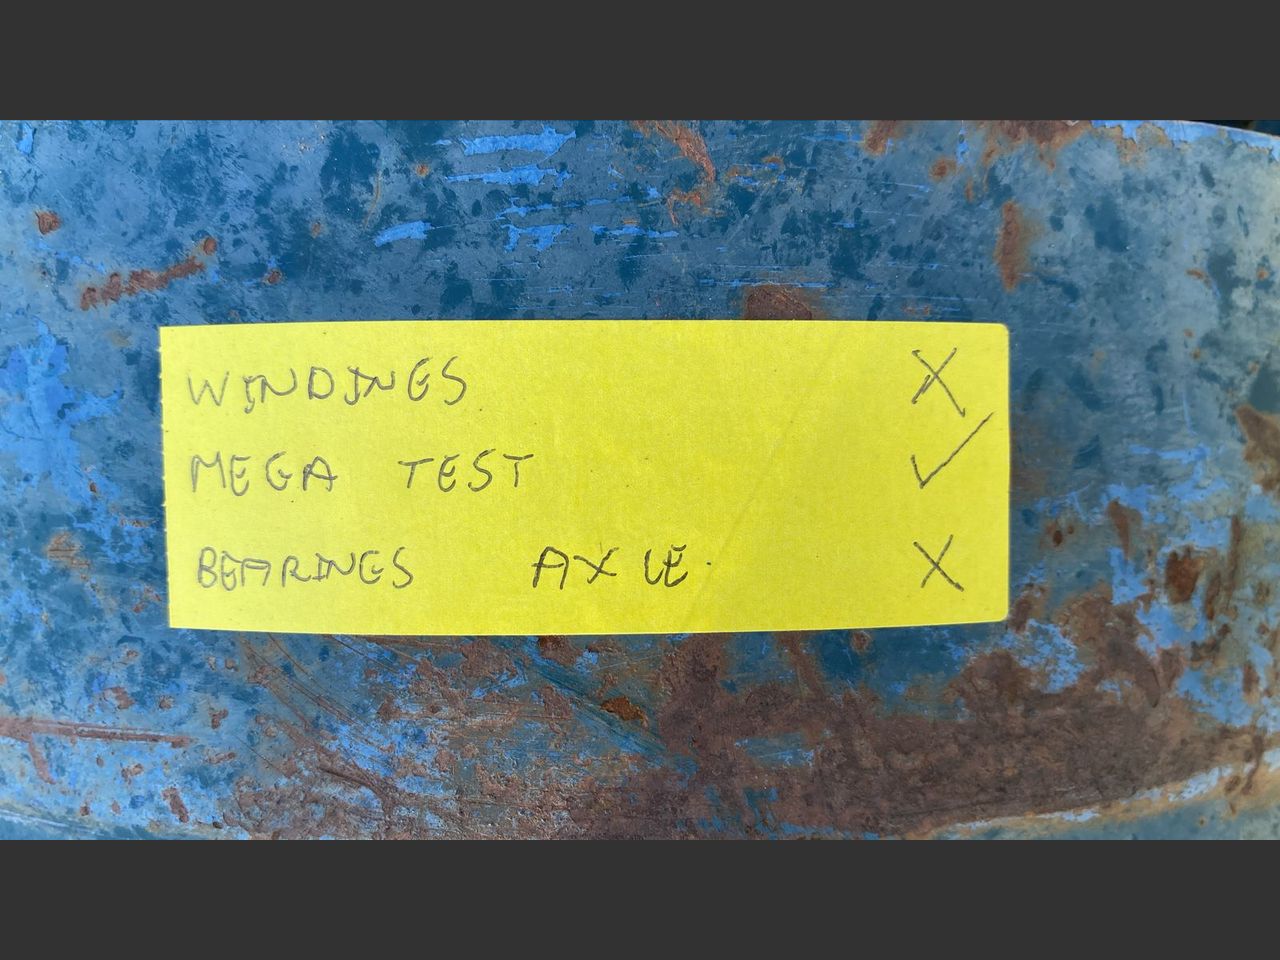 WINDINGS X
MEGA TEST ✓
BEARINGS AXLE. X